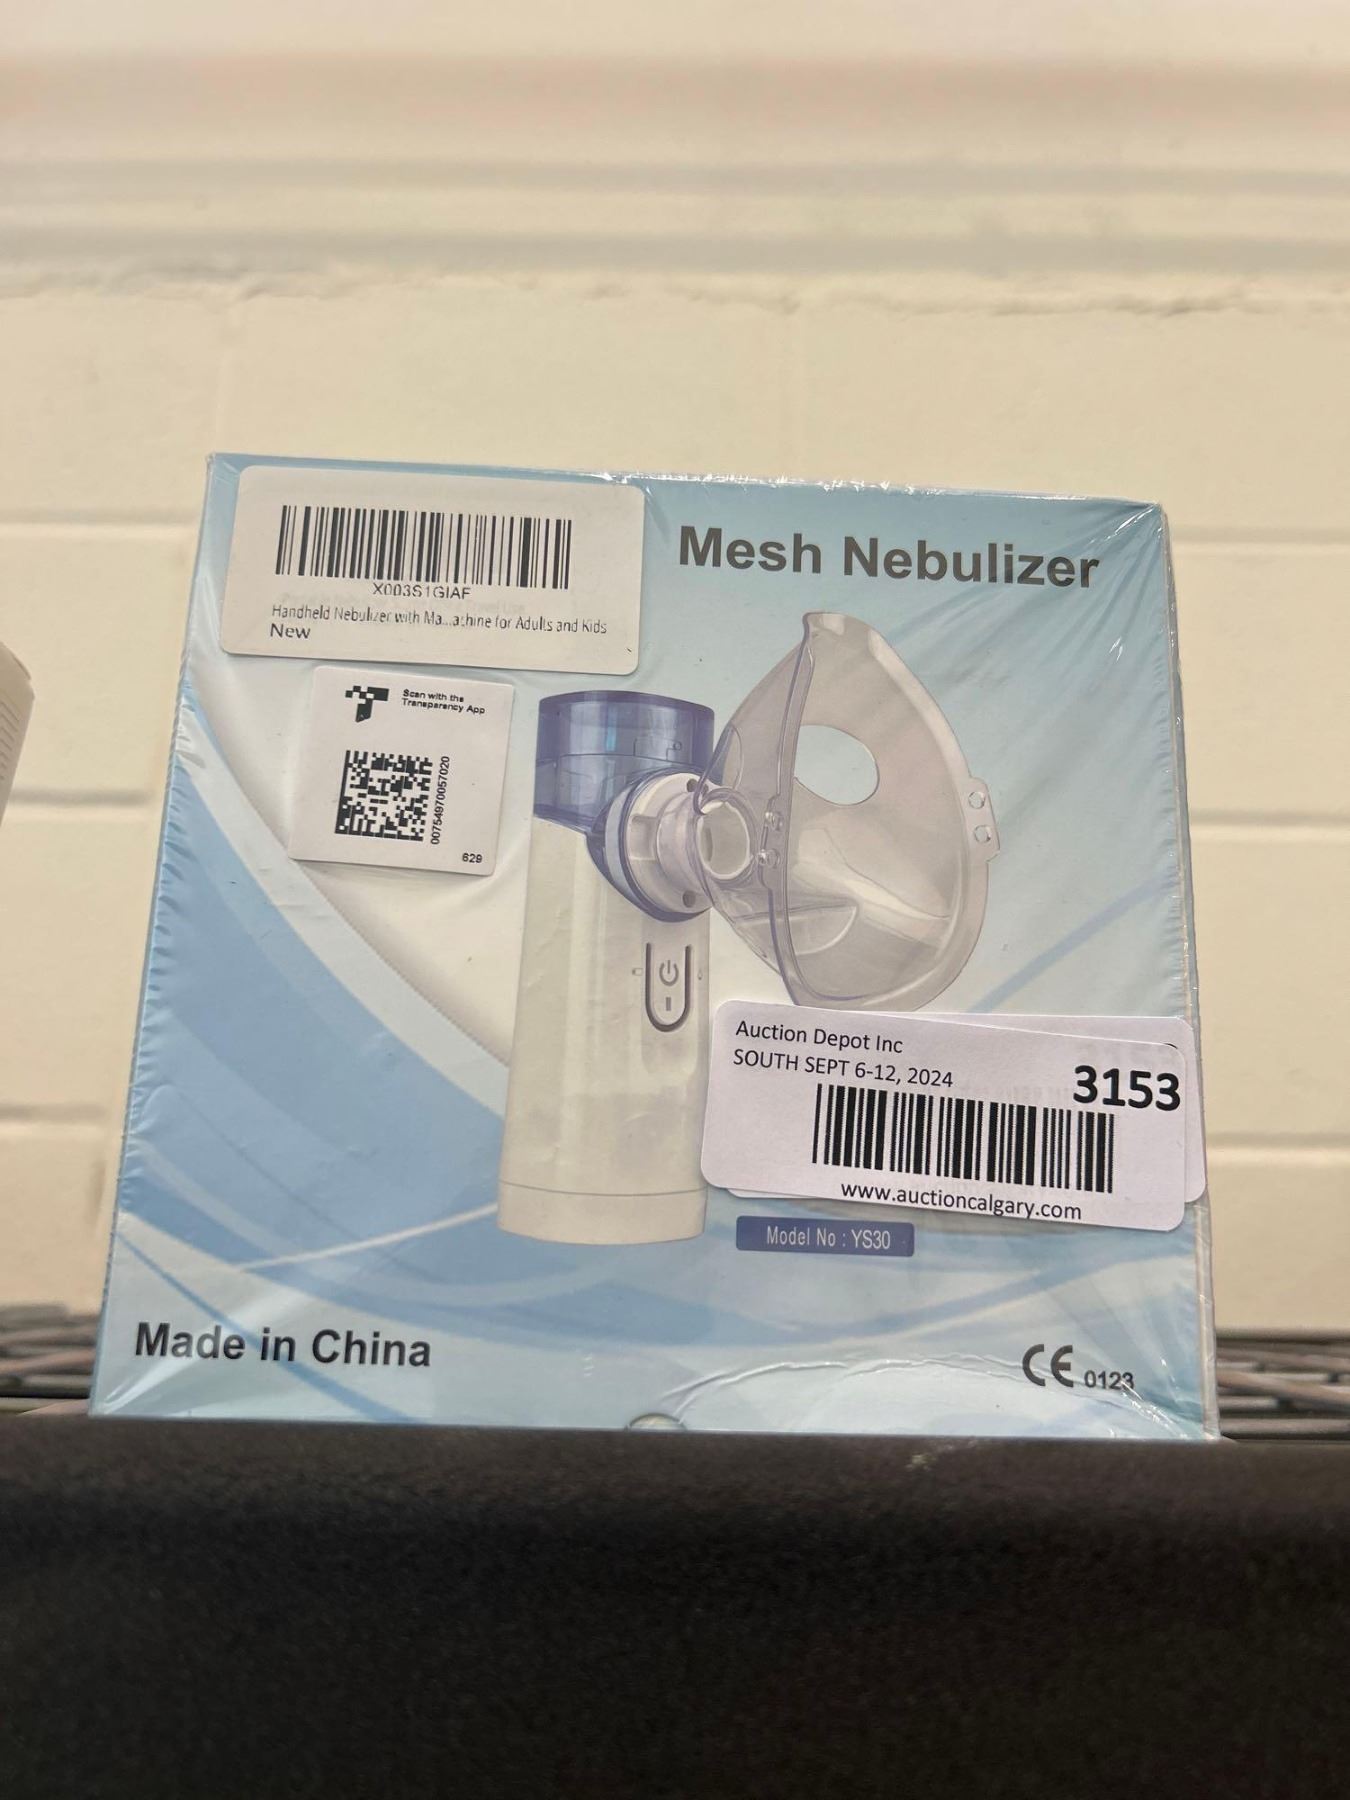 X003S1GIAF
Handheld Nebulizer with Ma...achine for Adults and Kids
New
Mesh Nebulizer
Scan with the
Transparency App
00754970057020
629
Auction Depot Inc
SOUTH SEPT 6-12, 2024
3153
www.auctioncalgary.com
Model No : YS30
Made in China
CE 0123